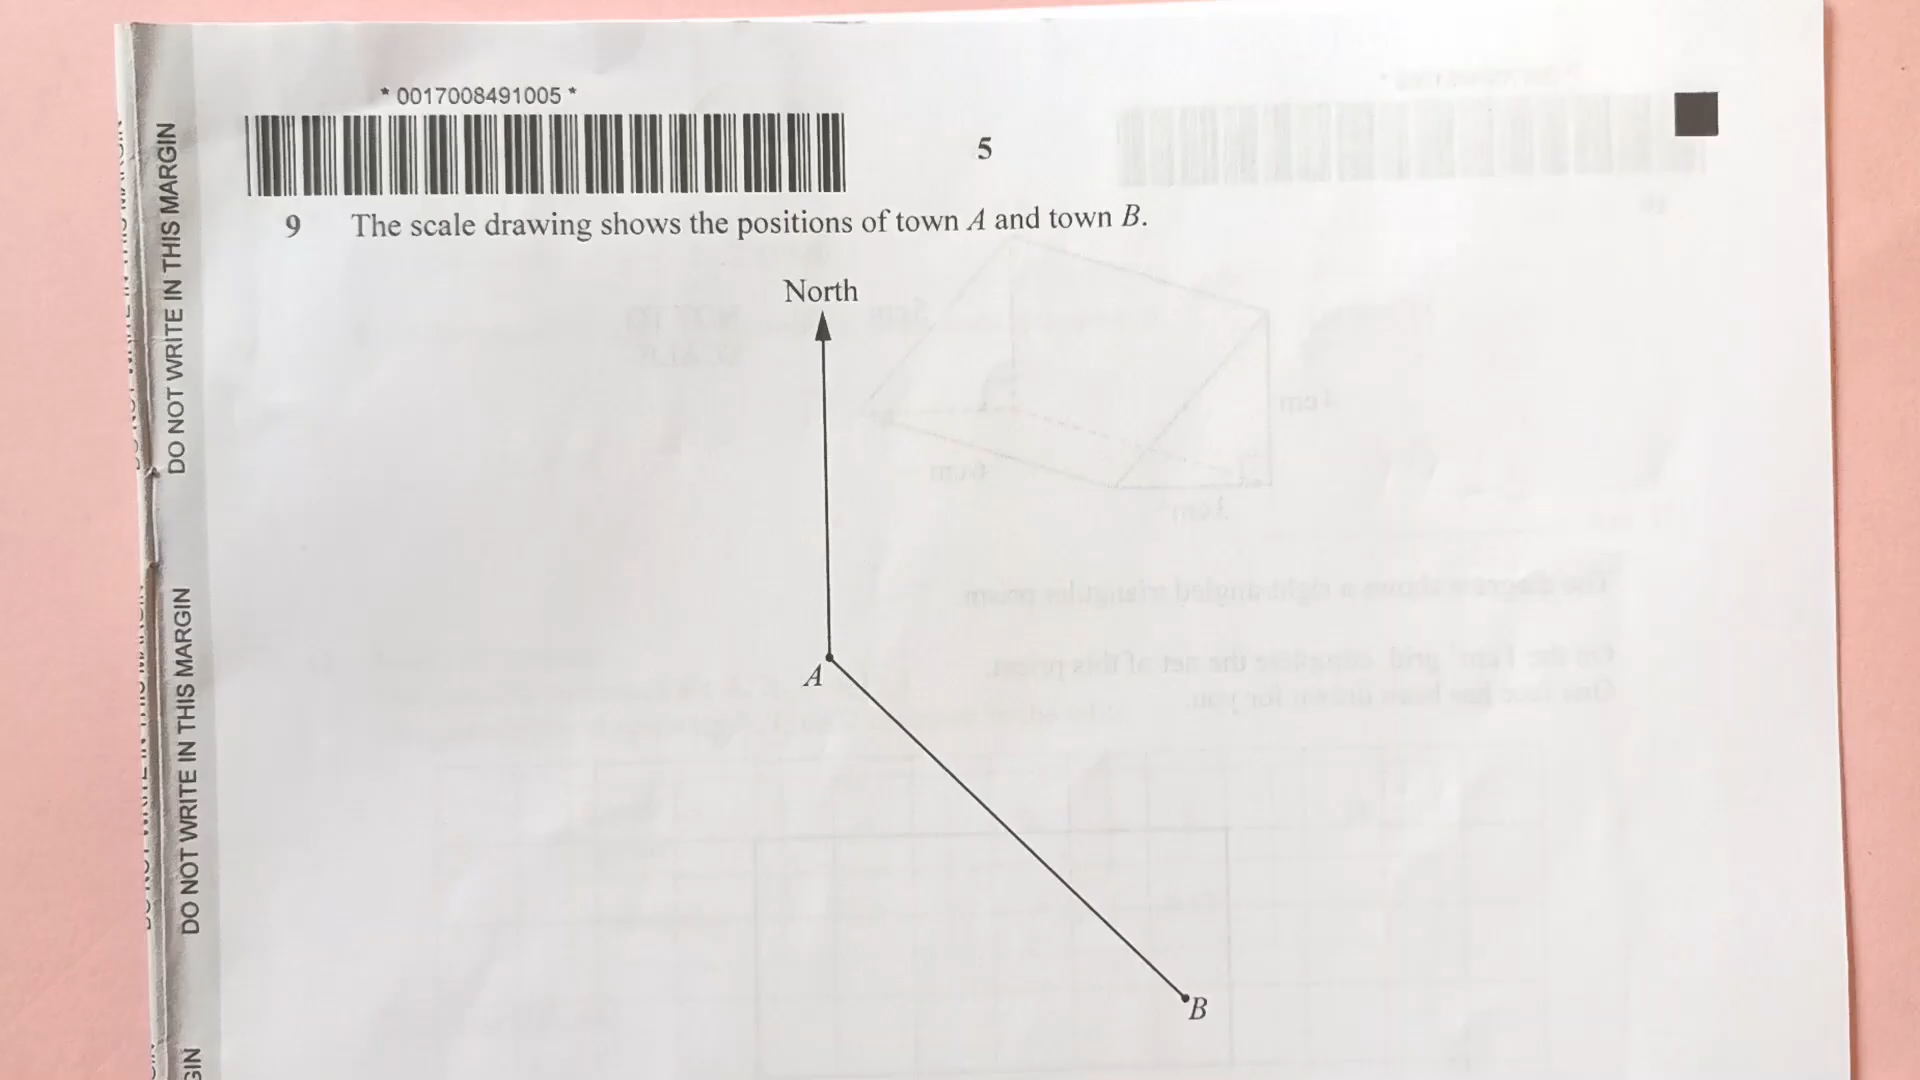 * 0017008491005 *
5
9 The scale drawing shows the positions of town A and town B.
North
A
B
DO NOT WRITE IN THIS MARGIN
DO NOT WRITE IN THIS MARGIN